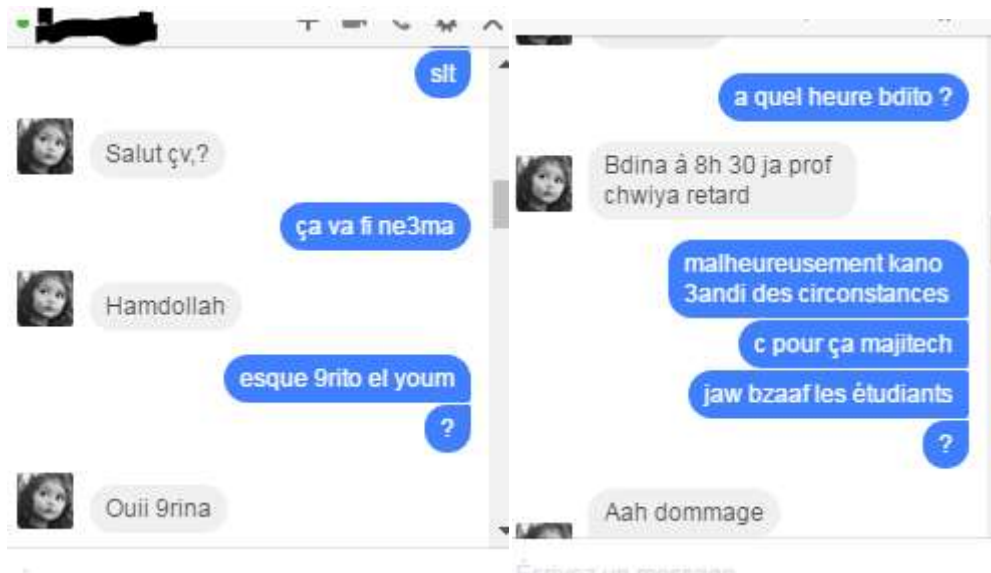 slt
Salut çv,?
ça va fi ne3ma
Hamdollah
esque 9rito el youm
?
Ouii 9rina
a quel heure bdito ?
Bdina à 8h 30 ja prof
chwiya retard
malheureusement kano
3andi des circonstances
c pour ça majitech
jaw bzaaf les étudiants
?
Aah dommage